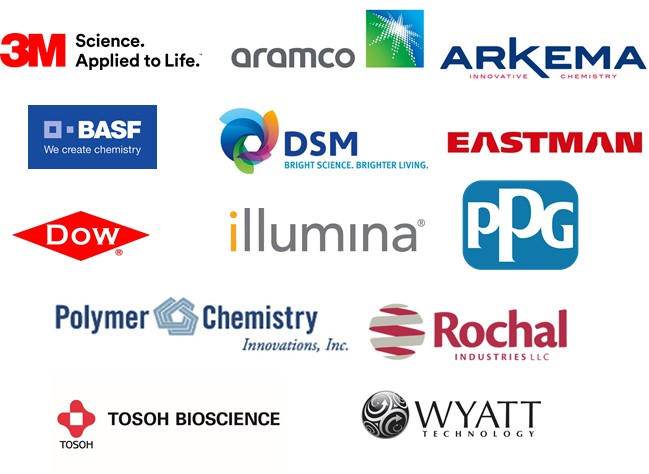 3M Science.
Applied to Life.™
aramco
ARKEMA
INNOVATIVE CHEMISTRY
BASF
We create chemistry
DSM
BRIGHT SCIENCE. BRIGHTER LIVING.
EASTMAN
Dow®
illumina®
PPG
Polymer Chemistry
Innovations, Inc.
Rochal
INDUSTRIES LLC
TOSOH
TOSOH BIOSCIENCE
WYATT
TECHNOLOGY